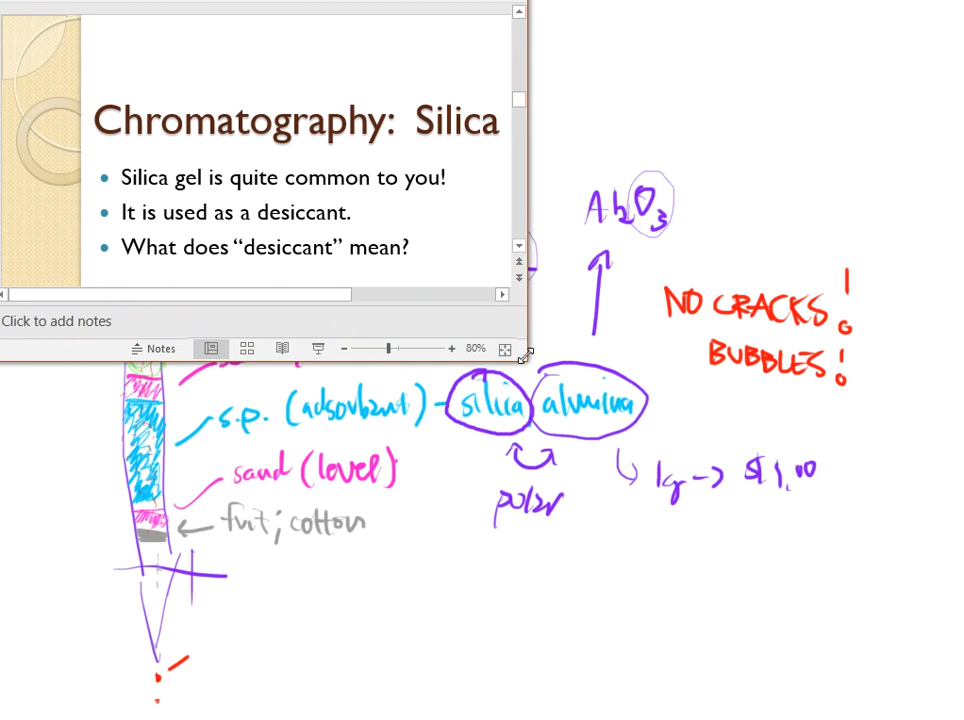 Chromatography: Silica
• Silica gel is quite common to you!
• It is used as a desiccant.
• What does “desiccant” mean?
Click to add notes
Notes
80%
Al2O3
NO CRACKS!
BUBBLES!
s.p. (adsorbant) - silica alumina
sand (level)
polar
1g -> $1.00
frit; cotton